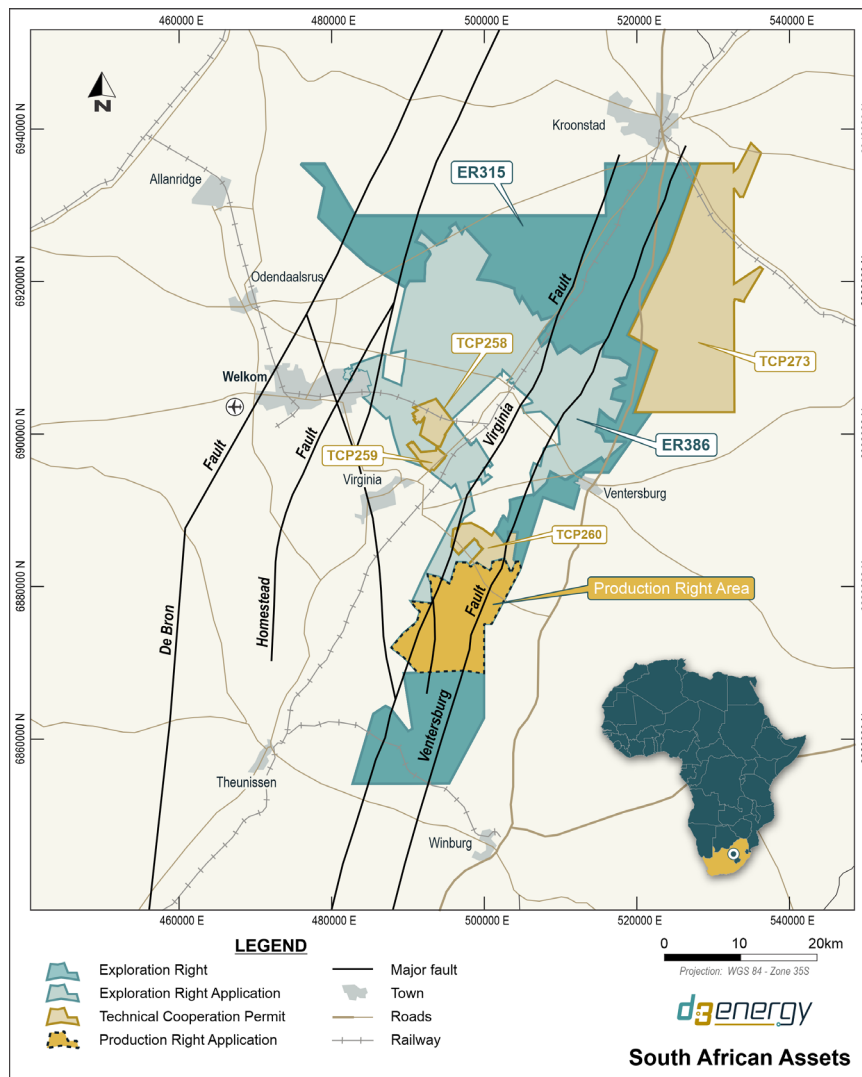 460000 E
480000 E
500000 E
520000 E
540000 E
N
6940000 N
6920000 N
6900000 N
6880000 N
6860000 N
Kroonstad
ER315
Allanridge
Odendaalsrus
Fault
TCP258
TCP273
Welkom
Fault
Fault
Virginia
ER386
TCP259
Virginia
Ventersburg
TCP260
Production Right Area
Fault
De Bron
Homestead
Ventersburg
Theunissen
Winburg
460000 E
480000 E
500000 E
520000 E
540000 E
LEGEND
Exploration Right
Exploration Right Application
Technical Cooperation Permit
Production Right Application
Major fault
Town
Roads
Railway
0
10
20km
Projection: WGS 84 - Zone 35S
d3energy
South African Assets